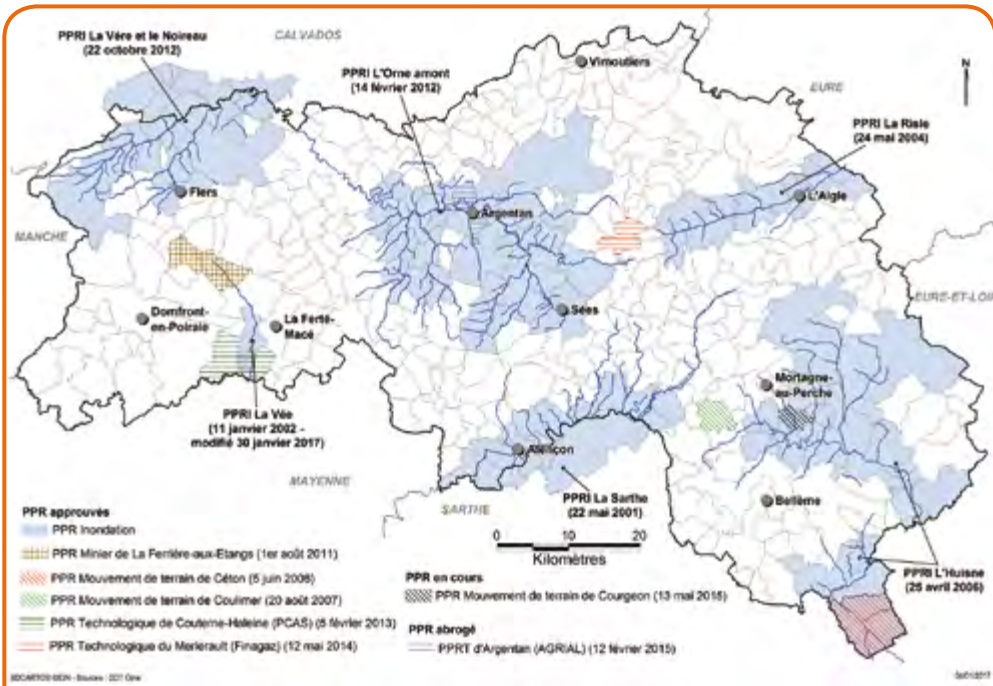 PPRI La Vère et le Noireau
(22 octobre 2012)
CALVADOS
PPRI L'Orne amont
(14 février 2012)
Vimoutiers
N
EURE
PPRI La Risle
(24 mai 2004)
Flers
Argentan
L'Aigle
MANCHE
EURE-ET-LOIR
Domfront-
en-Poiraie
La Ferté-
Macé
Sées
Mortagne-
au-Perche
PPRI La Vée
(11 janvier 2002 -
modifié 30 janvier 2017)
Alençon
MAYENNE
SARTHE
PPRI La Sarthe
(22 mai 2001)
Bellême
PPRI L'Huisne
(25 avril 2006)
0 10 20
Kilomètres
PPR approuvés
PPR Inondation
PPR Minier de La Ferrière-aux-Etangs (1er août 2011)
PPR Mouvement de terrain de Céton (5 juin 2008)
PPR Mouvement de terrain de Coulimer (20 août 2007)
PPR Technologique de Couterne-Haleine (PCAS) (5 février 2013)
PPR Technologique du Merlerault (Finagaz) (12 mai 2014)
PPR en cours
PPR Mouvement de terrain de Courgeon (13 mai 2015)
PPR abrogé
PPRT d'Argentan (AGRIAL) (12 février 2015)
Sources : DDT Orne